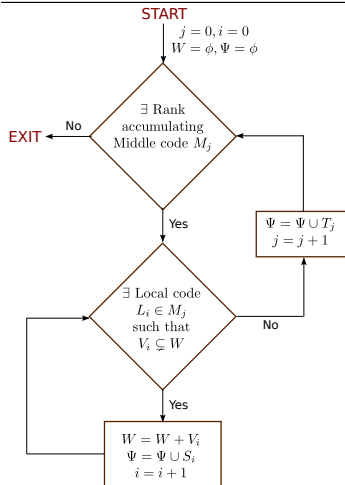 START
j = 0, i = 0
W = ϕ, Ψ = ϕ
∃ Rank
accumulating
Middle code M_j
No
EXIT
Yes
Ψ = Ψ ∪ T_j
j = j + 1
∃ Local code
L_i ∈ M_j
such that
V_i ⊊ W
No
Yes
W = W + V_i
Ψ = Ψ ∪ S_i
i = i + 1